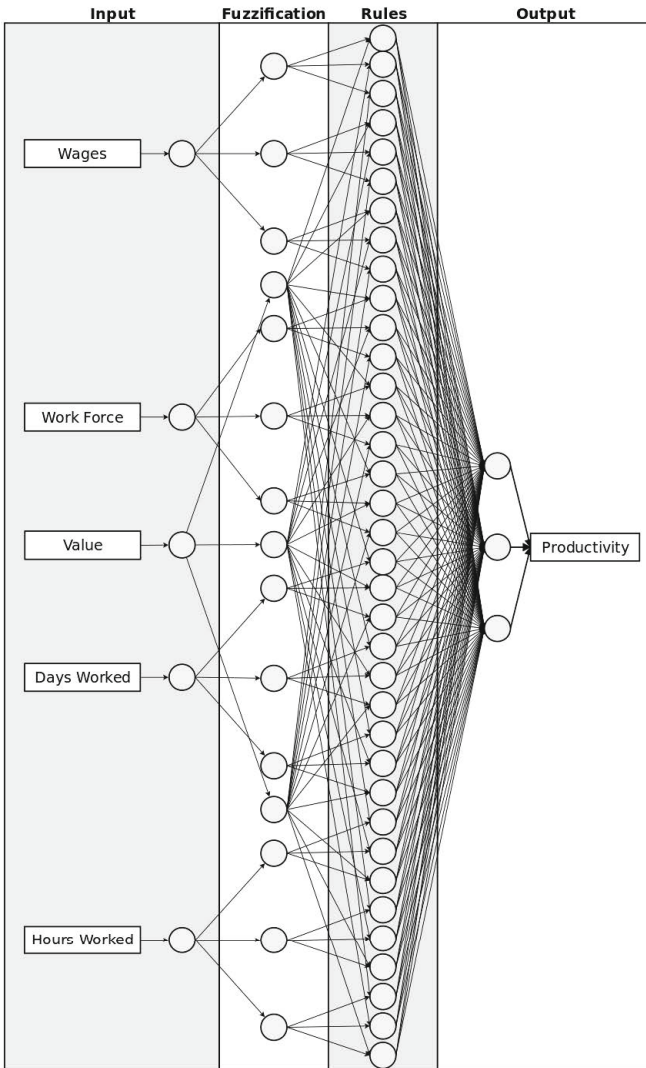 Input
Fuzzification
Rules
Output
Wages
Work Force
Value
Productivity
Days Worked
Hours Worked